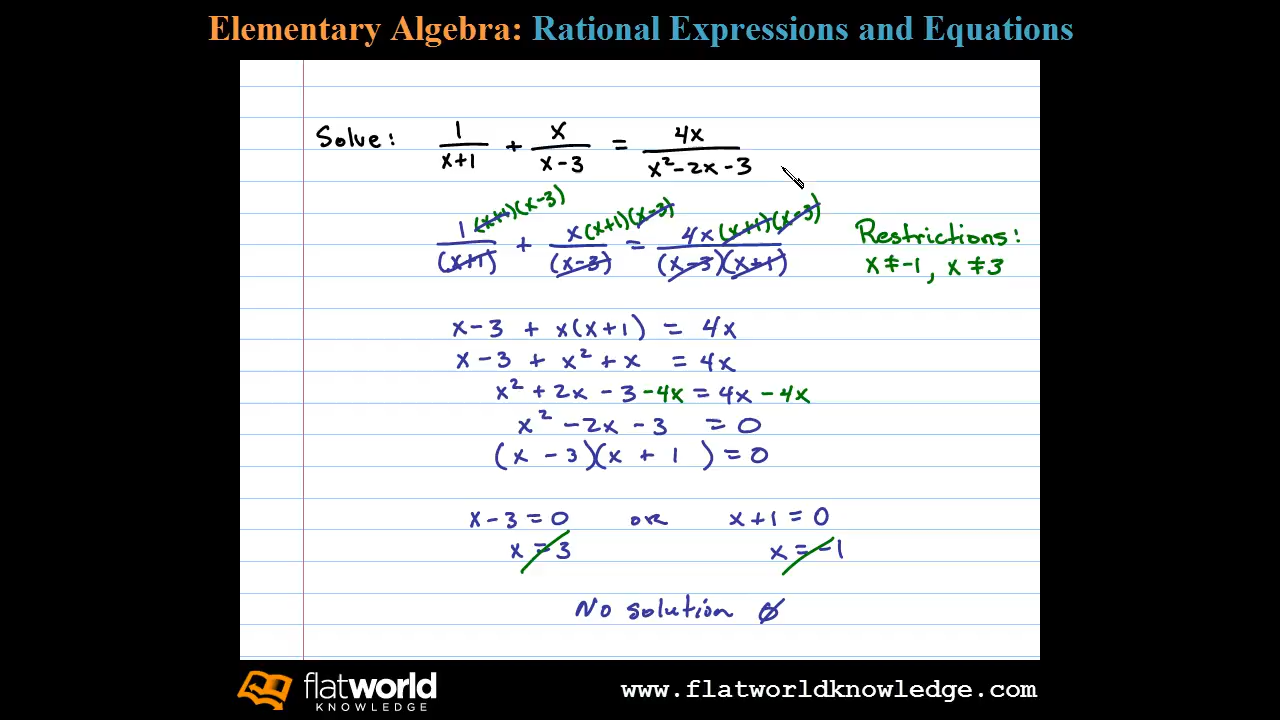 Elementary Algebra: Rational Expressions and Equations
Solve: 1/(x+1) + x/(x-3) = 4x/(x²-2x-3)
1(x+1)(x-3)/(x+1) + x(x+1)(x-3)/(x-3) = 4x(x+1)(x-3)/((x-3)(x+1))
Restrictions:
x≠-1, x≠3
x-3 + x(x+1) = 4x
x-3 + x² + x = 4x
x² + 2x - 3 - 4x = 4x - 4x
x² - 2x - 3 = 0
(x - 3)(x + 1) = 0
x-3 = 0 or x+1 = 0
x = 3 x = -1
No solution ∅
flatworld
KNOWLEDGE
www.flatworldknowledge.com